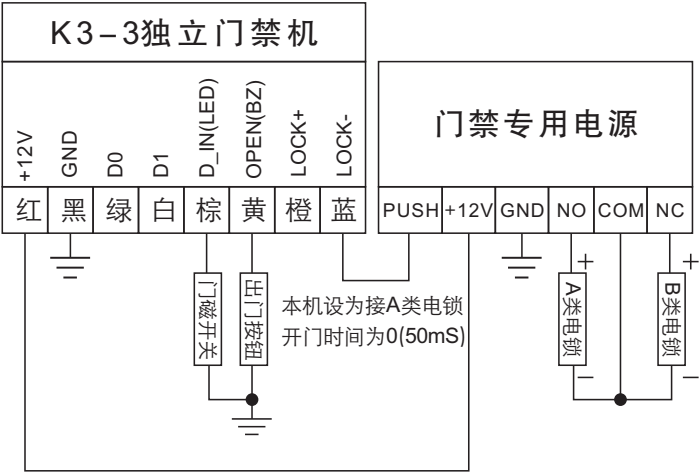 K3-3独立门禁机
门禁专用电源
+12V
GND
D0
D1
D_IN(LED)
OPEN(BZ)
LOCK+
LOCK-
红 黑 绿 白 棕 黄 橙 蓝
PUSH +12V GND NO COM NC
门磁开关
出门按钮
本机设为接A类电锁
开门时间为0(50mS)
+
A类电锁
−
+
B类电锁
−